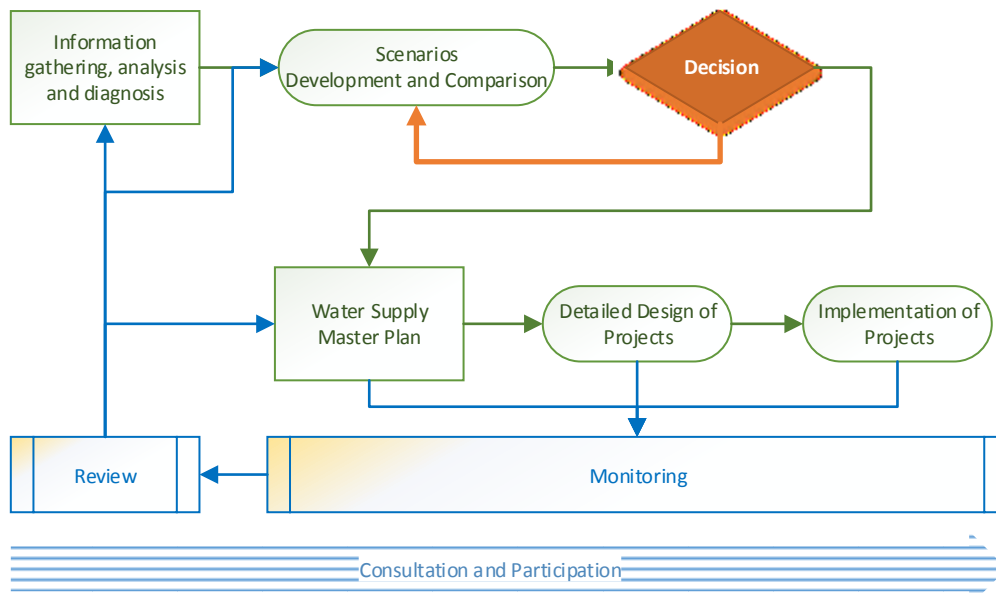 Information
gathering, analysis
and diagnosis
Scenarios
Development and Comparison
Decision
Water Supply
Master Plan
Detailed Design of
Projects
Implementation of
Projects
Review
Monitoring
Consultation and Participation